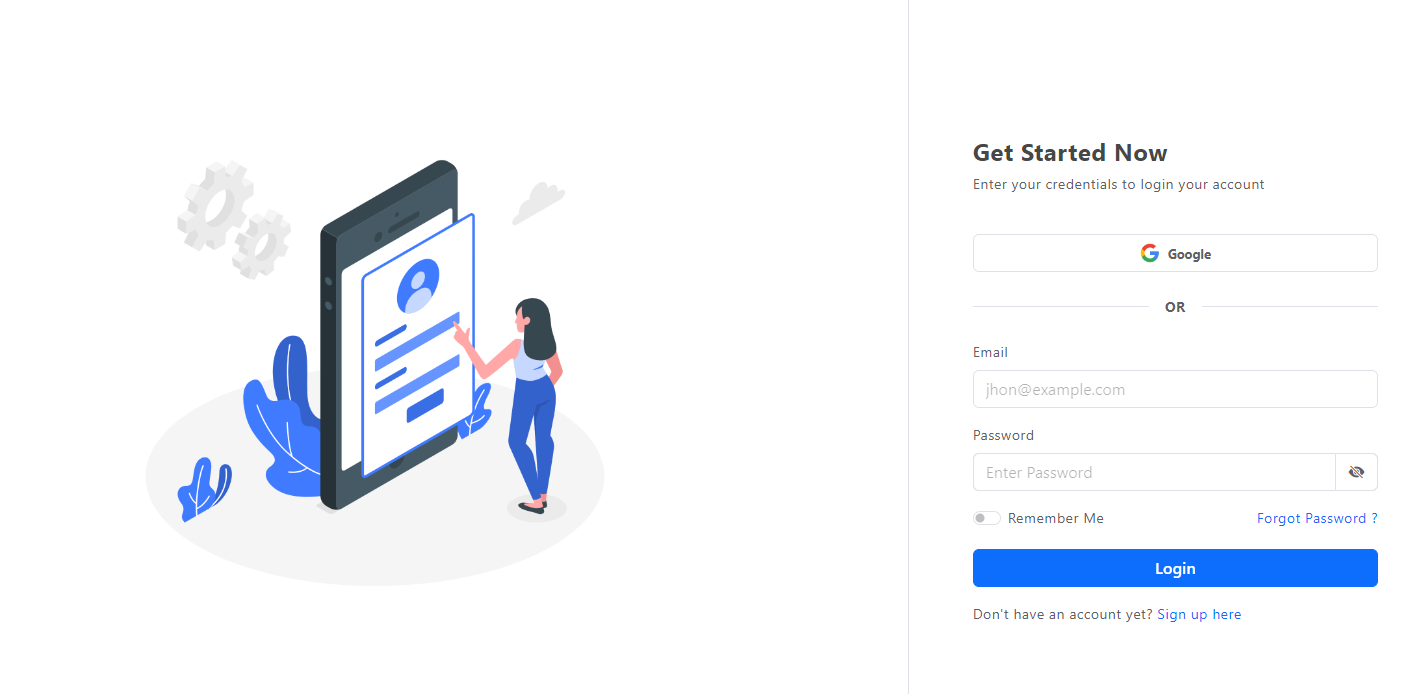 Get Started Now
Enter your credentials to login your account
Google
OR
Email
jhon@example.com
Password
Enter Password
Remember Me
Forgot Password ?
Login
Don't have an account yet? Sign up here